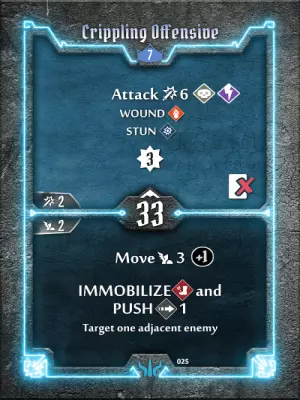 Crippling Offensive
7
Attack 6
WOUND
STUN
3
2
33
2
Move 3 +1
IMMOBILIZE and
PUSH 1
Target one adjacent enemy
025